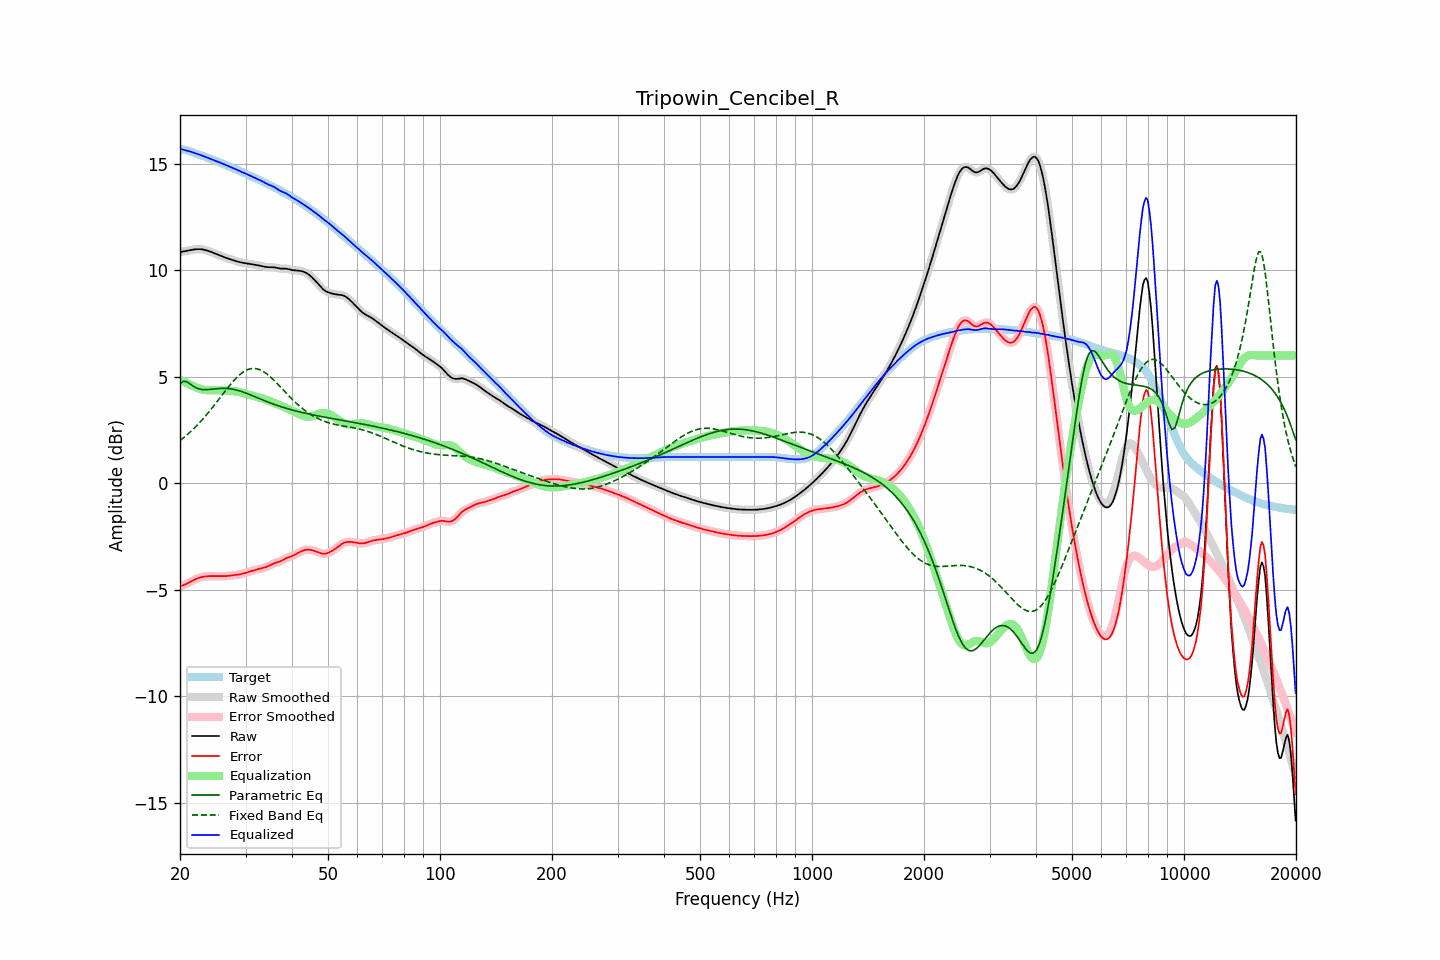 Tripowin_Cencibel_R
Amplitude (dBr)
15
10
5
0
−5
−10
−15
Target
Raw Smoothed
Error Smoothed
Raw
Error
Equalization
Parametric Eq
Fixed Band Eq
Equalized
20 50 100 200 500 1000 2000 5000 10000 20000
Frequency (Hz)